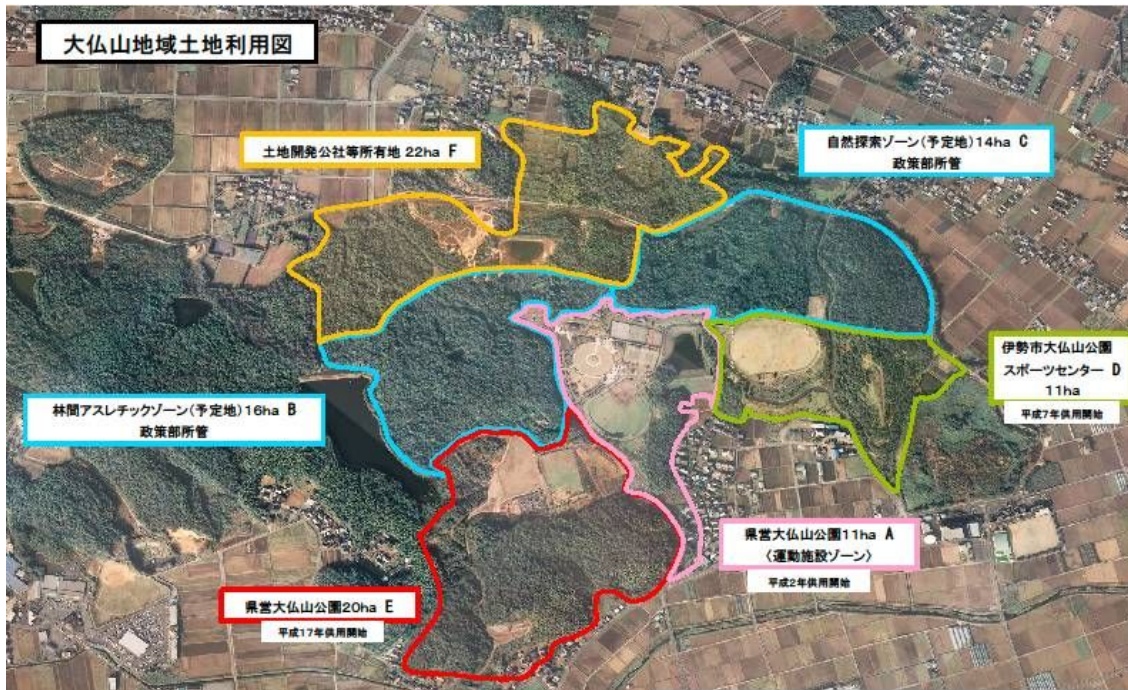 大仏山地域土地利用図
土地開発公社等所有地 22ha F
自然探索ゾーン(予定地)14ha C
政策部所管
伊勢市大仏山公園
スポーツセンター D
11ha
平成7年供用開始
林間アスレチックゾーン(予定地)16ha B
政策部所管
県営大仏山公園11ha A
〈運動施設ゾーン〉
平成2年供用開始
県営大仏山公園20ha E
平成17年供用開始